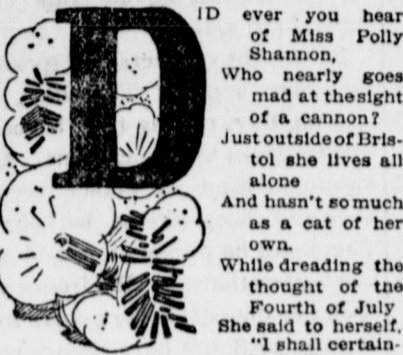 DID ever you hear
of Miss Polly
Shannon,
Who nearly goes
mad at the sight
of a cannon?
Just outside of Bris-
tol she lives all
alone
And hasn't so much
as a cat of her
own.
While dreading the
thought of tne
Fourth of July
She said to herself,
"I shall certain-